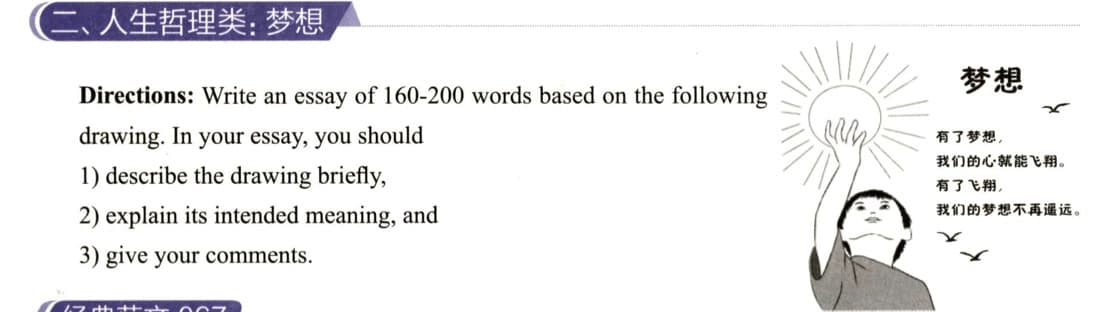 二、人生哲理类：梦想
Directions: Write an essay of 160-200 words based on the following
drawing. In your essay, you should
1) describe the drawing briefly,
2) explain its intended meaning, and
3) give your comments.
梦想
有了梦想，
我们的心就能飞翔。
有了飞翔，
我们的梦想不再遥远。